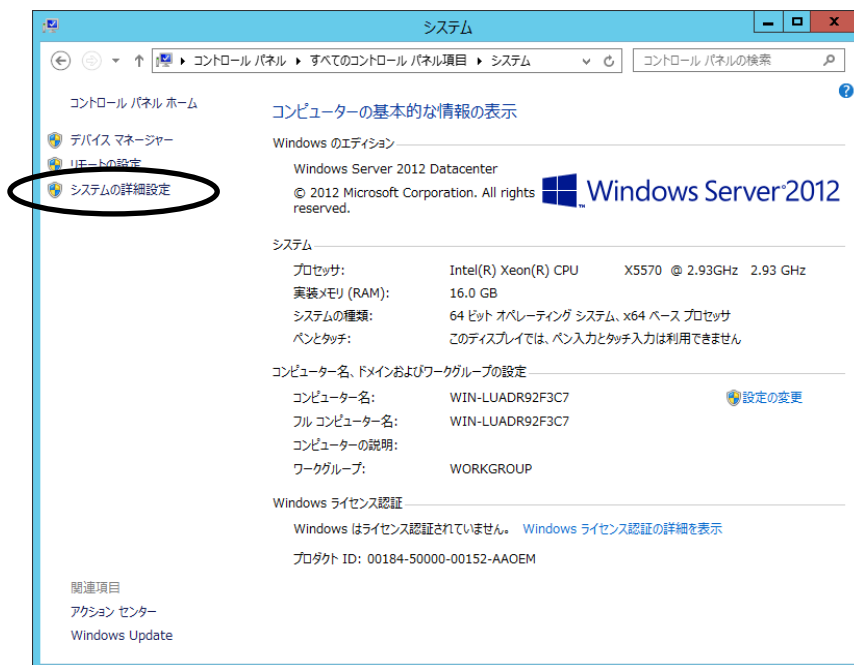 システム
コントロール パネル ▸ すべてのコントロール パネル項目 ▸ システム
コントロール パネルの検索
コントロール パネル ホーム
デバイス マネージャー
リモートの設定
システムの詳細設定
コンピューターの基本的な情報の表示
Windows のエディション
Windows Server 2012 Datacenter
© 2012 Microsoft Corporation. All rights
reserved.
Windows Server 2012
システム
プロセッサ: Intel(R) Xeon(R) CPU X5570 @ 2.93GHz 2.93 GHz
実装メモリ (RAM): 16.0 GB
システムの種類: 64 ビット オペレーティング システム、x64 ベース プロセッサ
ペンとタッチ: このディスプレイでは、ペン入力とタッチ入力は利用できません
コンピューター名、ドメインおよびワークグループの設定
コンピューター名: WIN-LUADR92F3C7 設定の変更
フル コンピューター名: WIN-LUADR92F3C7
コンピューターの説明:
ワークグループ: WORKGROUP
Windows ライセンス認証
Windows はライセンス認証されていません。 Windows ライセンス認証の詳細を表示
プロダクト ID: 00184-50000-00152-AAOEM
関連項目
アクション センター
Windows Update